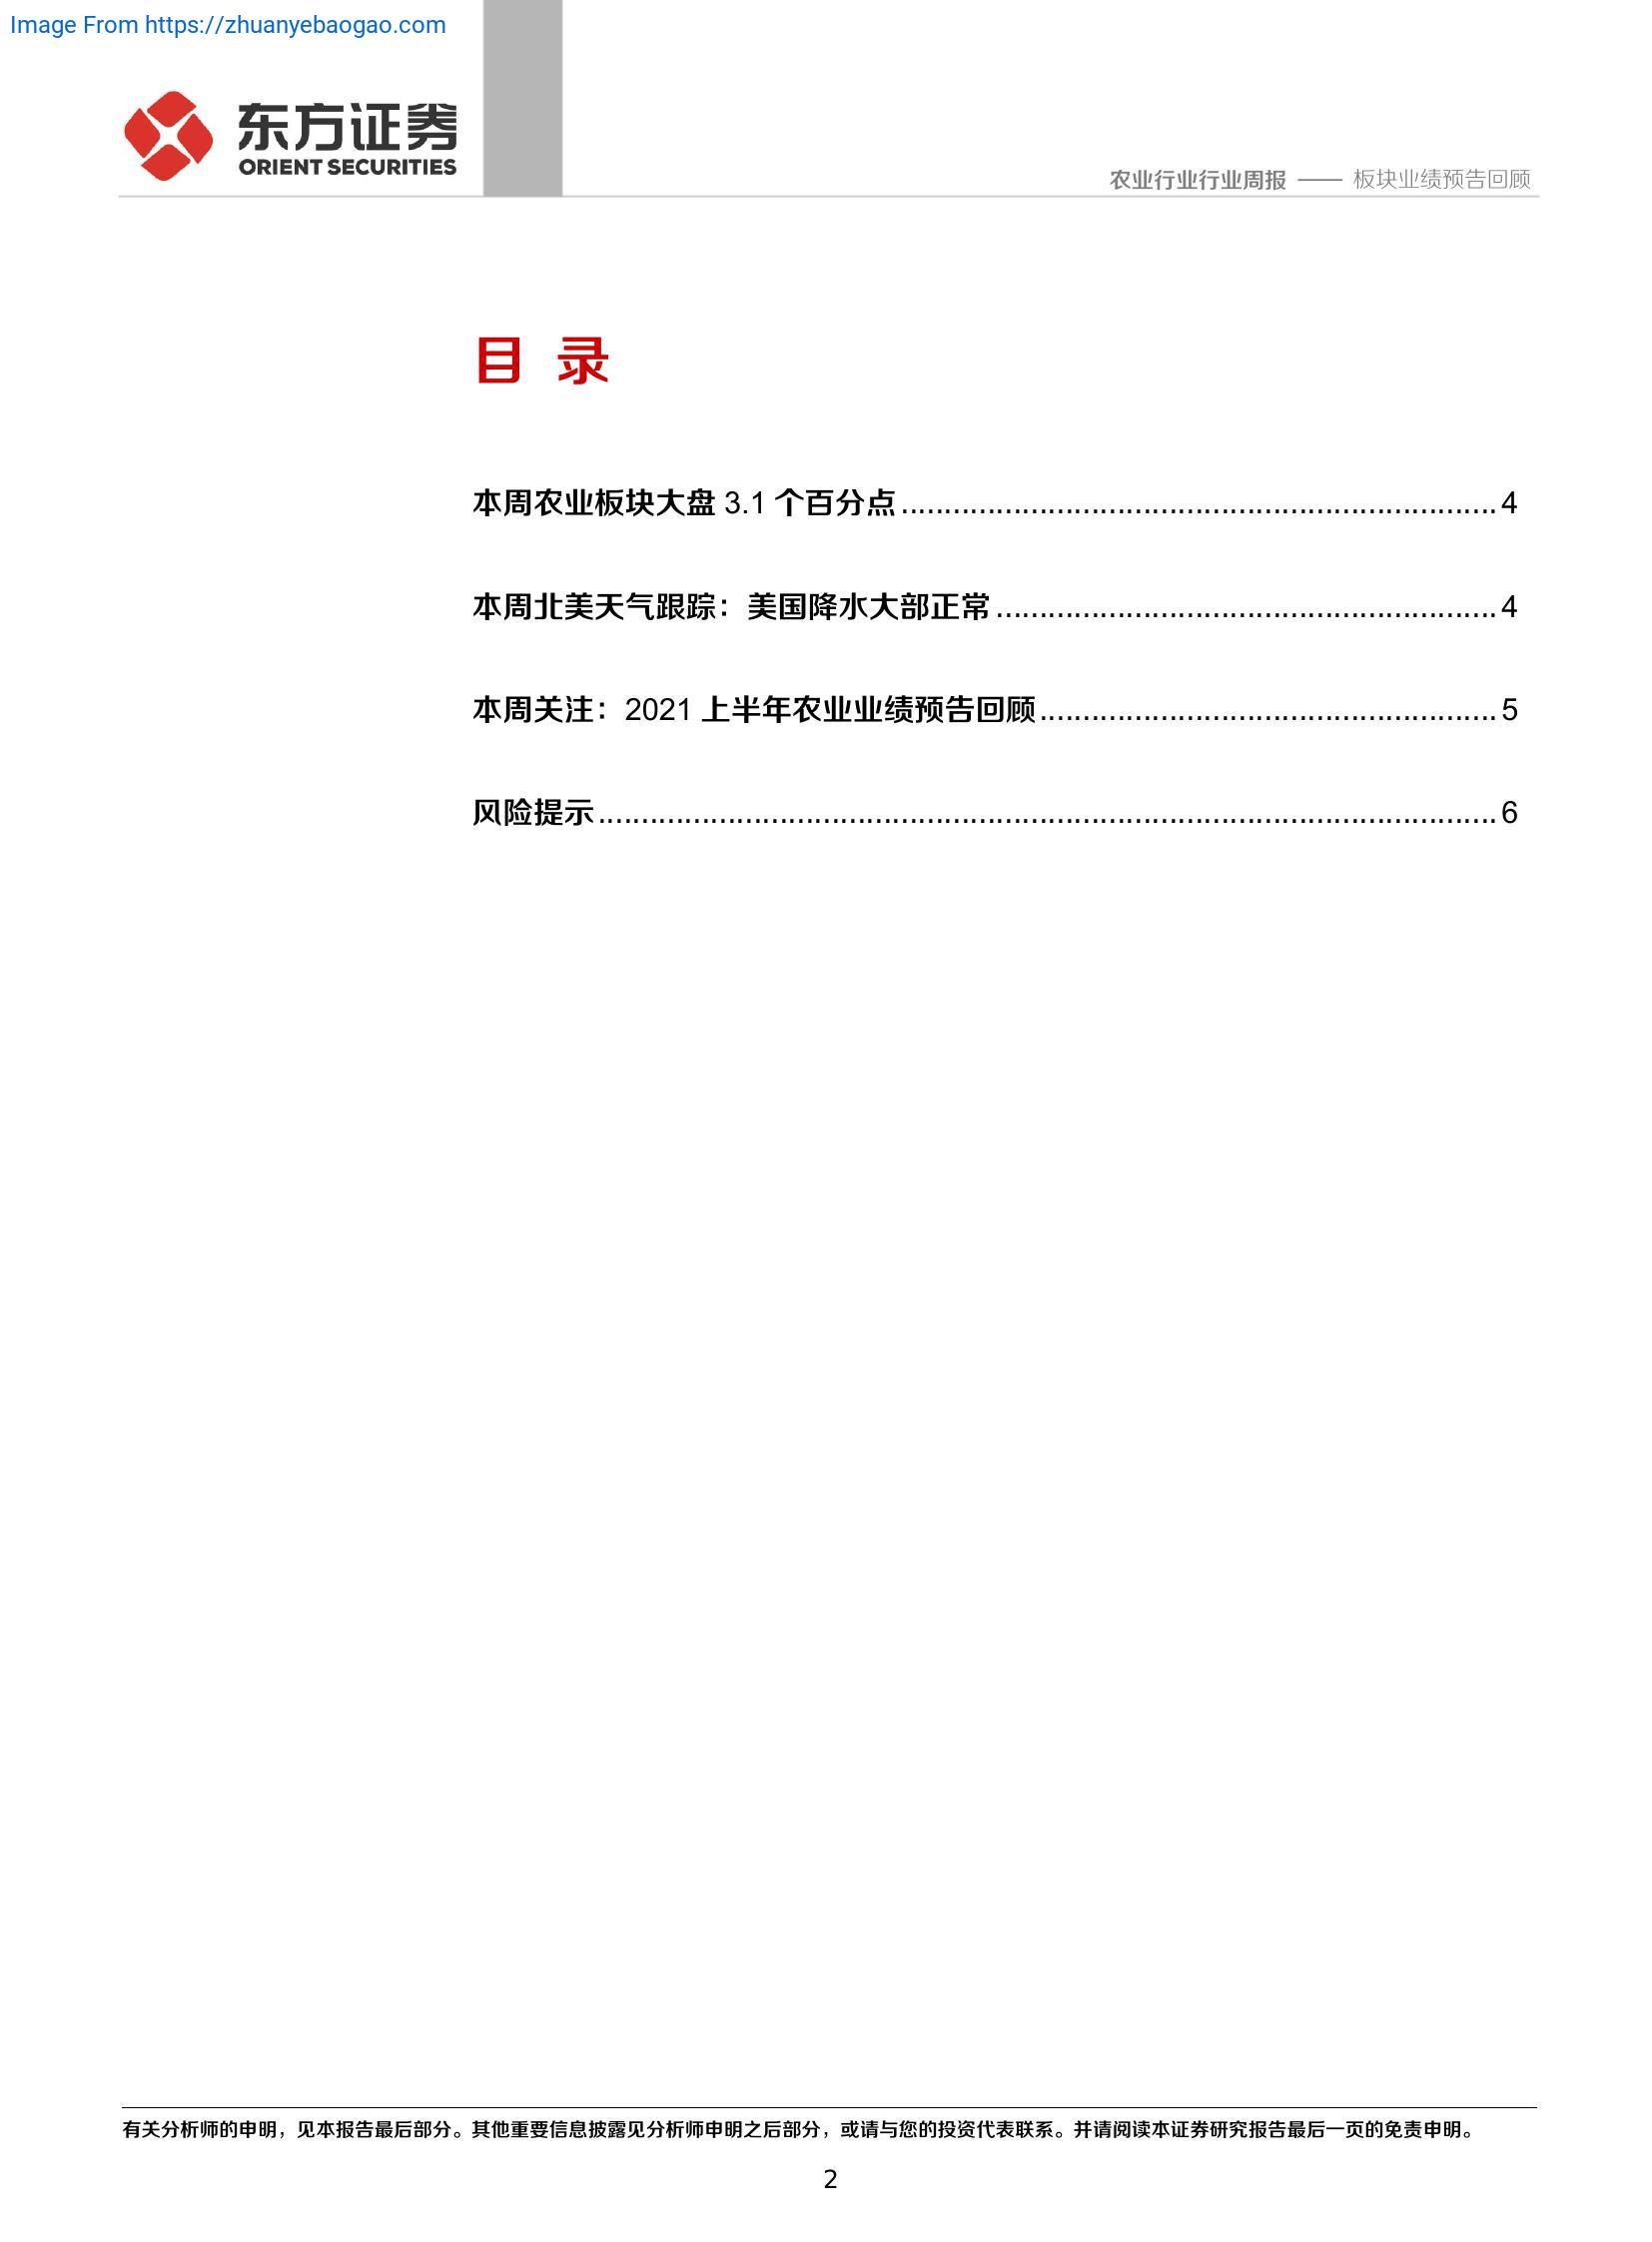 Image From https://zhuanyebaogao.com
东方证券
ORIENT SECURITIES
农业行业行业周报 —— 板块业绩预告回顾
目 录
本周农业板块大盘 3.1 个百分点.....................................................................4
本周北美天气跟踪：美国降水大部正常..........................................................4
本周关注：2021 上半年农业业绩预告回顾.....................................................5
风险提示........................................................................................................6
有关分析师的申明，见本报告最后部分。其他重要信息披露见分析师申明之后部分，或请与您的投资代表联系。并请阅读本证券研究报告最后一页的免责申明。
2